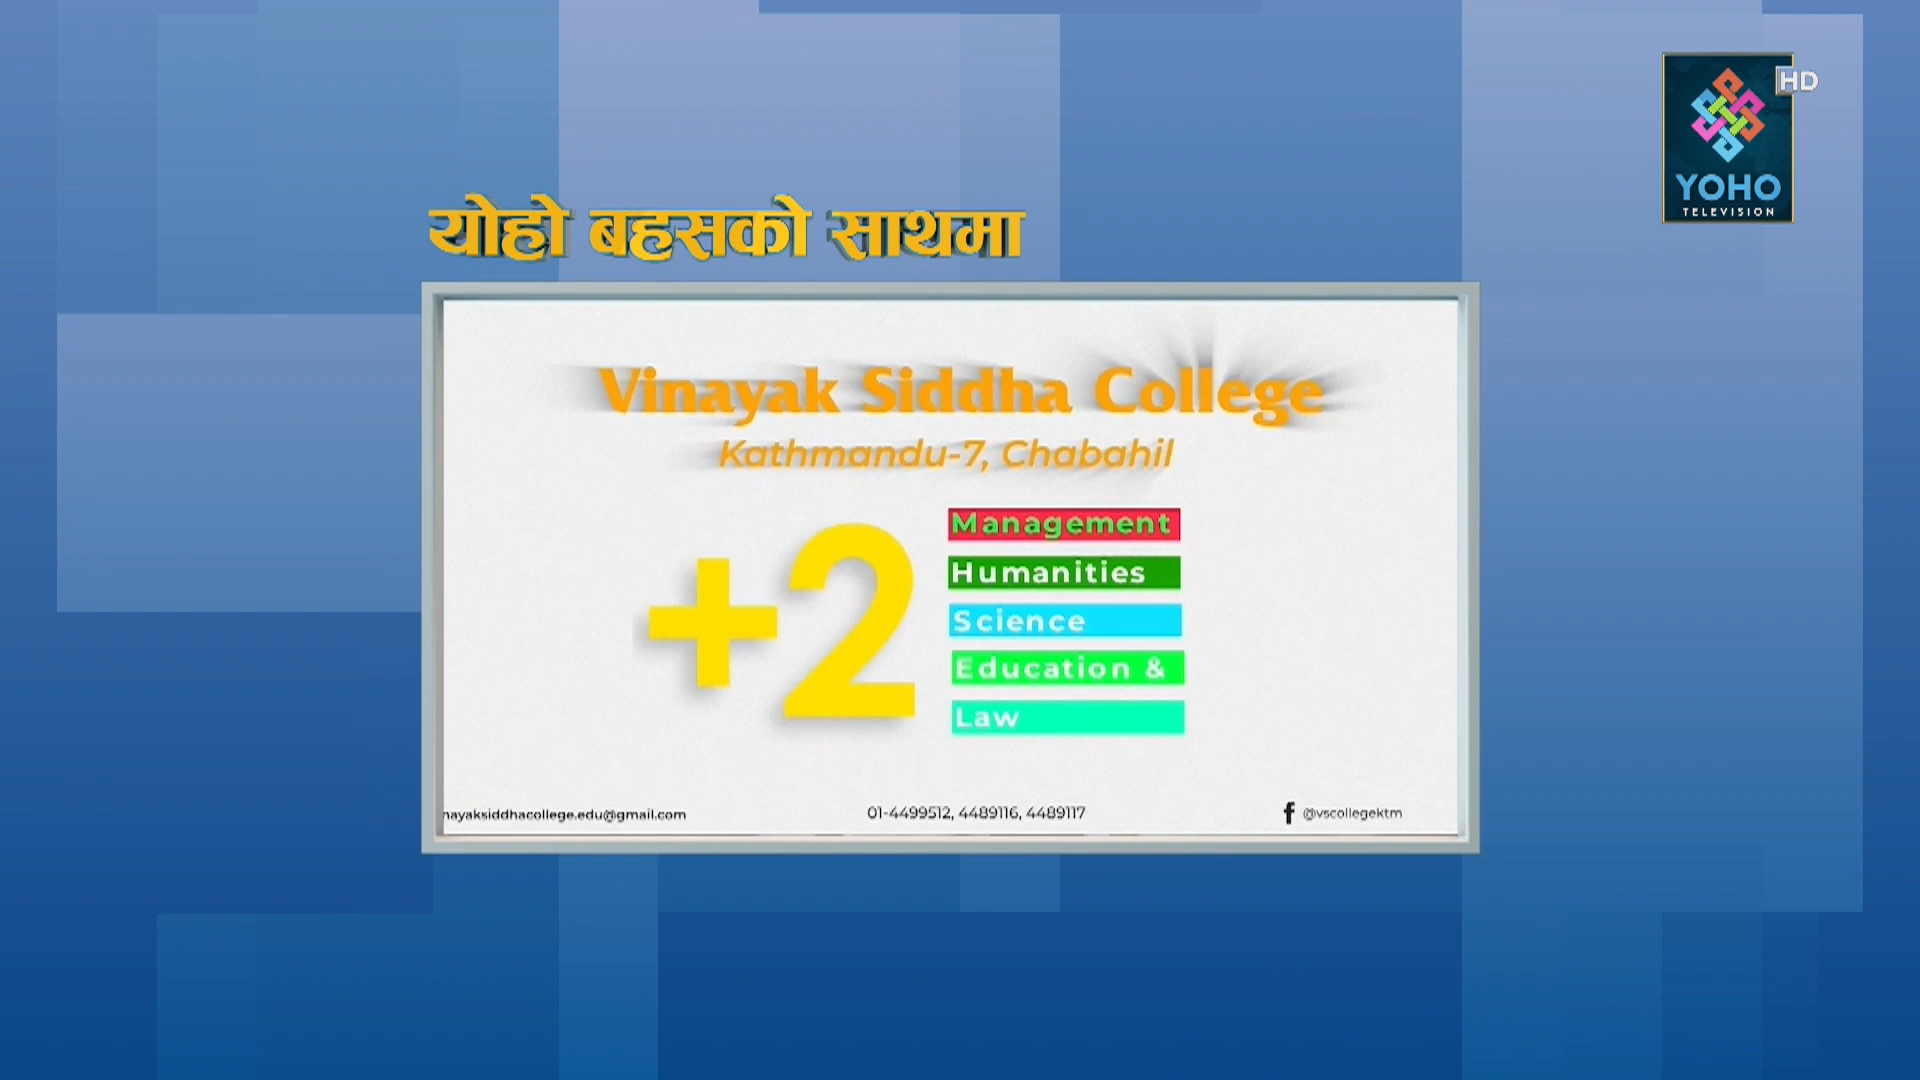 HD
YOHO
TELEVISION
योहो बहसको साथमा
Vinayak Siddha College
Kathmandu-7, Chabahil
+2
Management
Humanities
Science
Education &
Law
nayaksiddhacollege.edu@gmail.com
01-4499512, 4489116, 4489117
f @vscollegektm